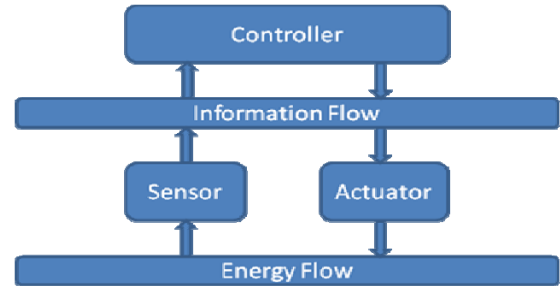 Controller
Information Flow
Sensor
Actuator
Energy Flow